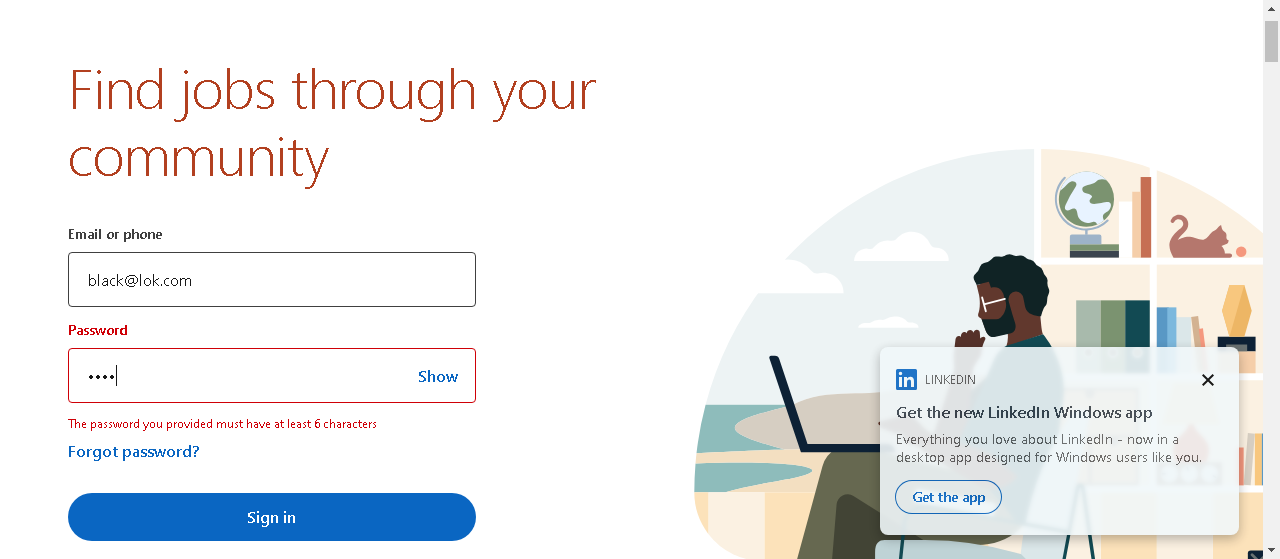 Find jobs through your
community
Email or phone
black@lok.com
Password
••••
Show
The password you provided must have at least 6 characters
Forgot password?
Sign in
in LINKEDIN
Get the new LinkedIn Windows app
Everything you love about LinkedIn - now in a
desktop app designed for Windows users like you.
Get the app